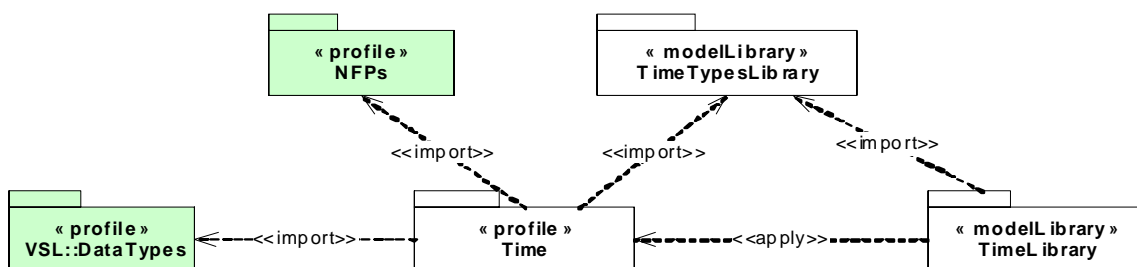 « profile »
NFPs
« modelLibrary »
TimeTypesLibrary
<<import>>
<<import>>
<<import>>
« profile »
VSL::DataTypes
<<import>>
« profile »
Time
<<apply>>
« modelLibrary »
TimeLibrary